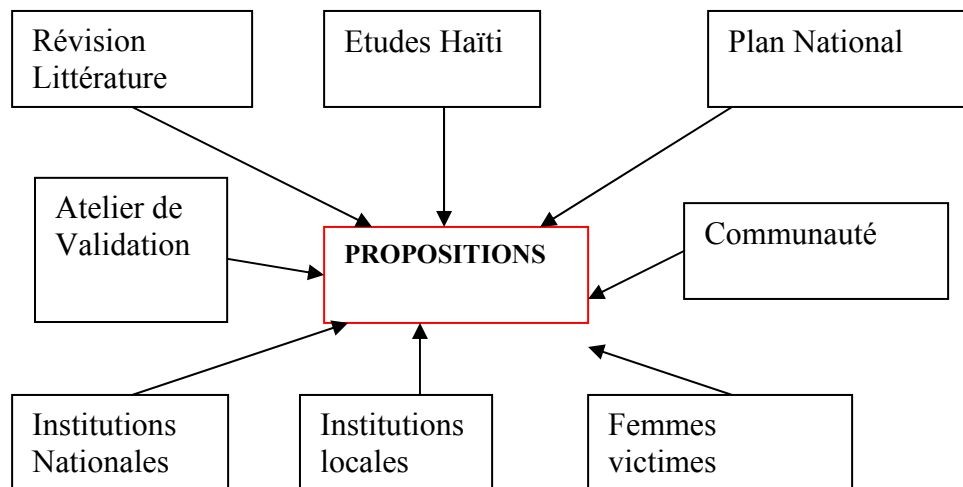 Révision
Littérature
Etudes Haïti
Plan National
Atelier de
Validation
PROPOSITIONS
Communauté
Institutions
Nationales
Institutions
locales
Femmes
victimes